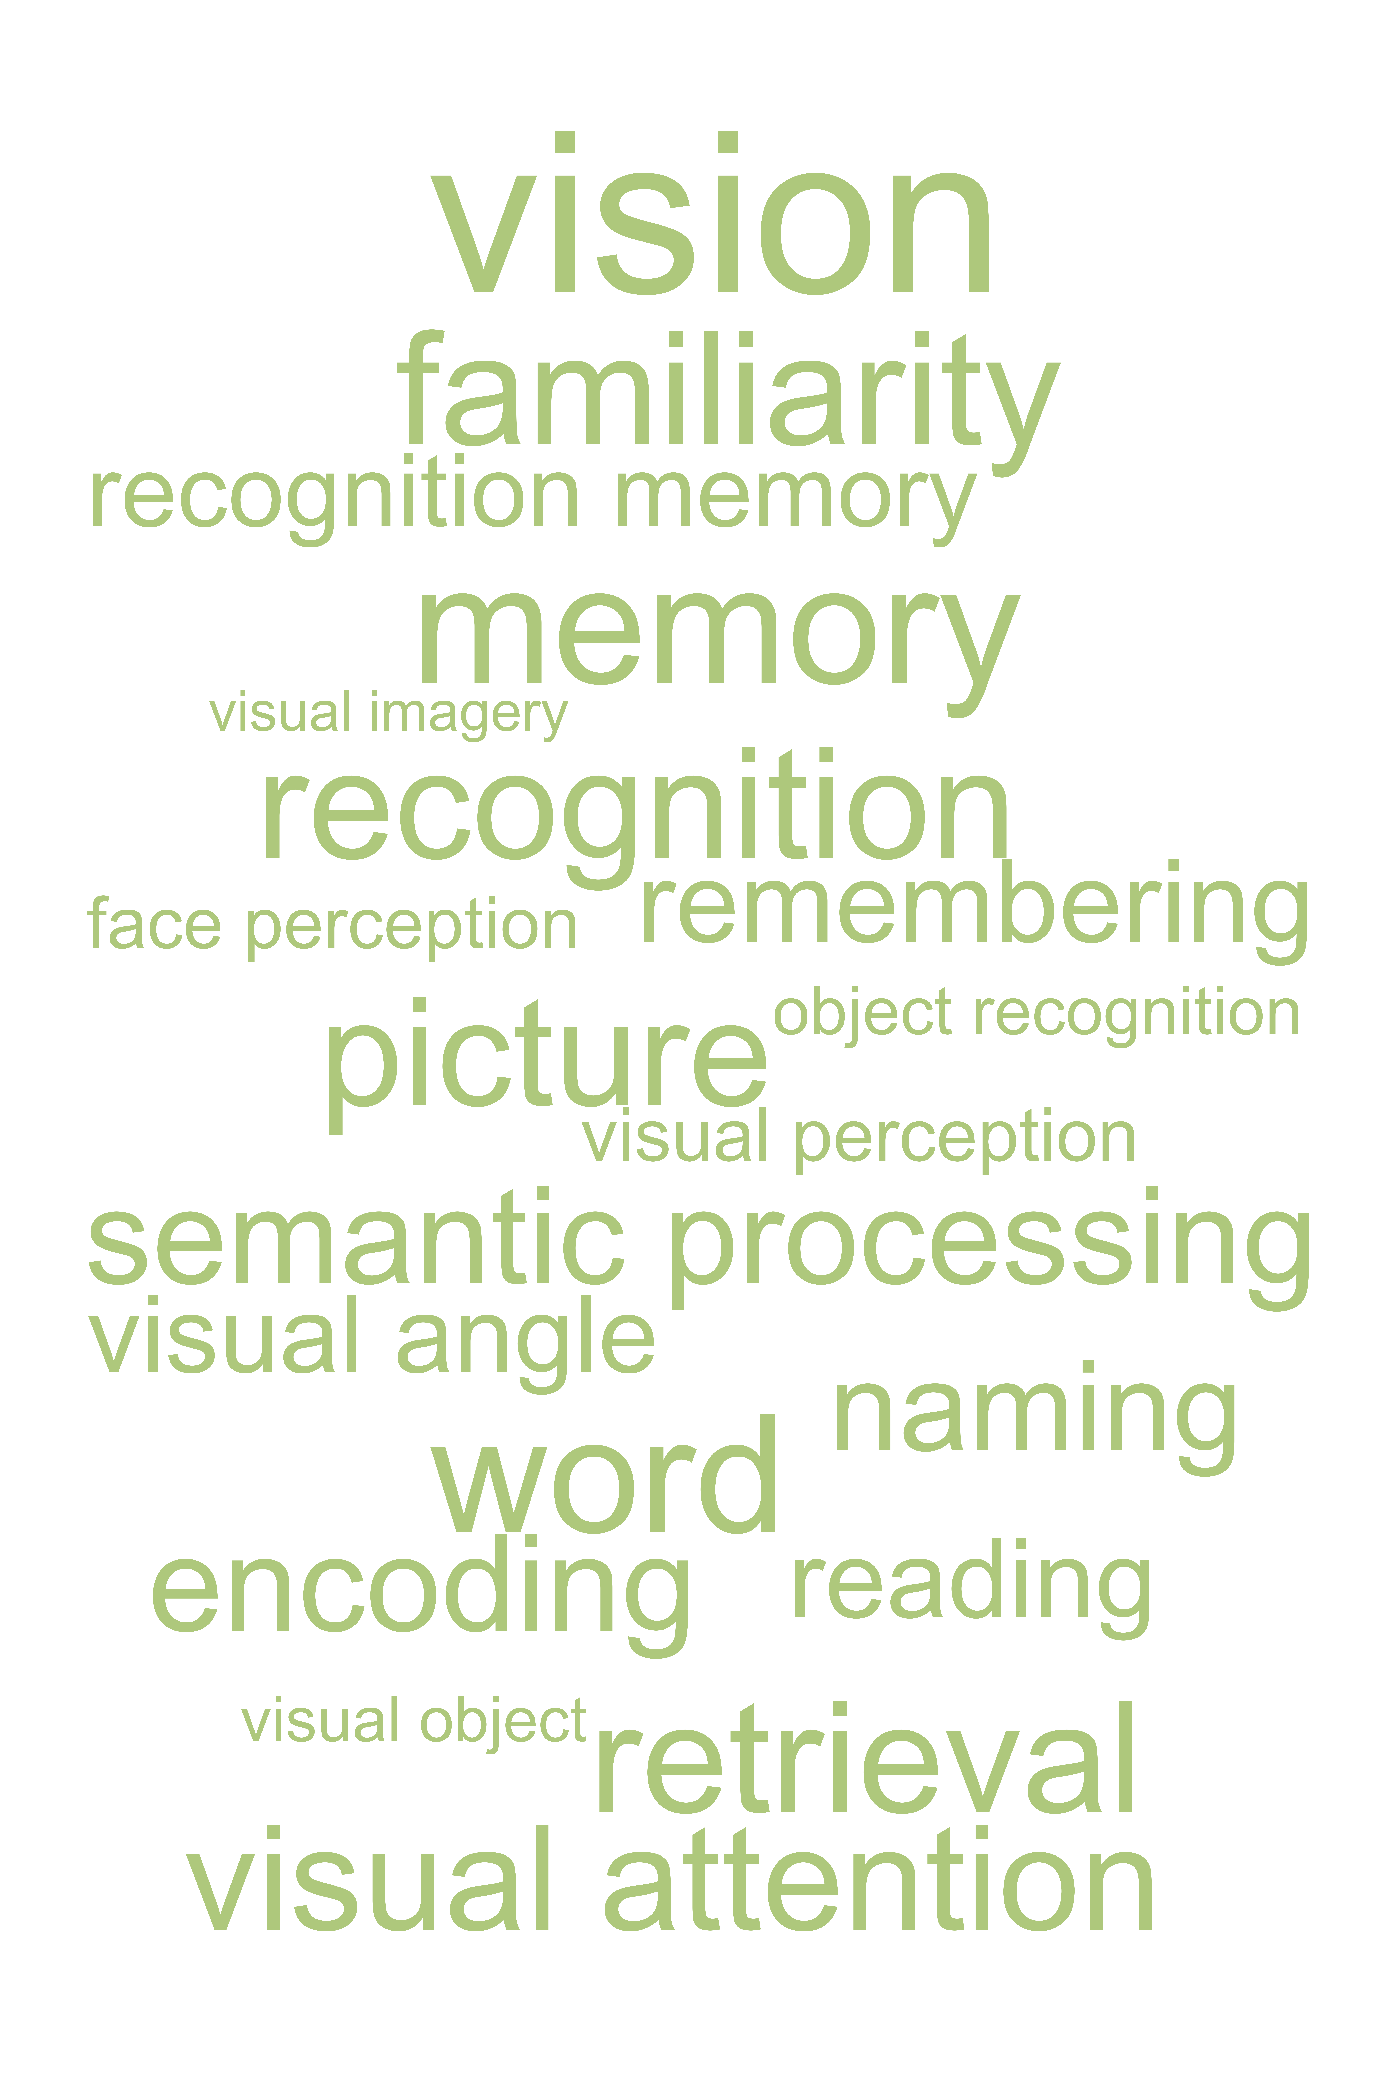 vision
familiarity
recognition memory
memory
visual imagery
recognition
remembering
face perception
object recognition
picture
visual perception
semantic processing
visual angle
naming
word
encoding
reading
visual object
retrieval
visual attention